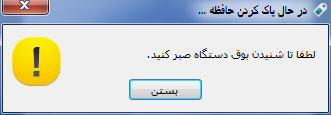 در حال پاک کردن حافظه ...
لطفا تا شنیدن بوق دستگاه صبر کنید.
بستن